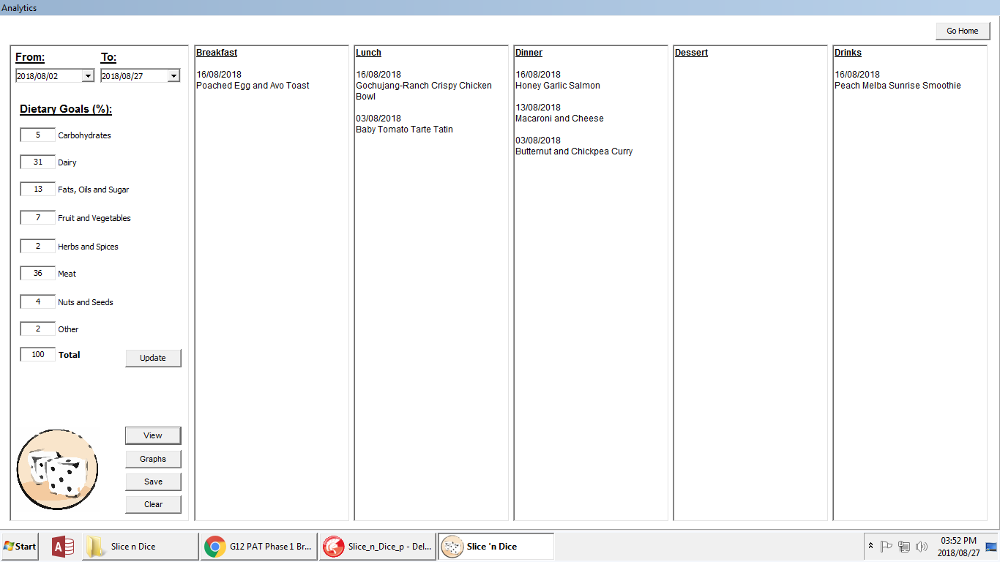 Analytics
Go Home
From:
To:
2018/08/02
2018/08/27
Dietary Goals (%):
5 Carbohydrates
31 Dairy
13 Fats, Oils and Sugar
7 Fruit and Vegetables
2 Herbs and Spices
36 Meat
4 Nuts and Seeds
2 Other
100 Total
Update
View
Graphs
Save
Clear
Breakfast
16/08/2018
Poached Egg and Avo Toast
Lunch
16/08/2018
Gochujang-Ranch Crispy Chicken
Bowl
03/08/2018
Baby Tomato Tarte Tatin
Dinner
16/08/2018
Honey Garlic Salmon
13/08/2018
Macaroni and Cheese
03/08/2018
Butternut and Chickpea Curry
Dessert
Drinks
16/08/2018
Peach Melba Sunrise Smoothie
Start
A
Slice n Dice
G12 PAT Phase 1 Br...
Slice_n_Dice_p - Del...
Slice 'n Dice
03:52 PM
2018/08/27